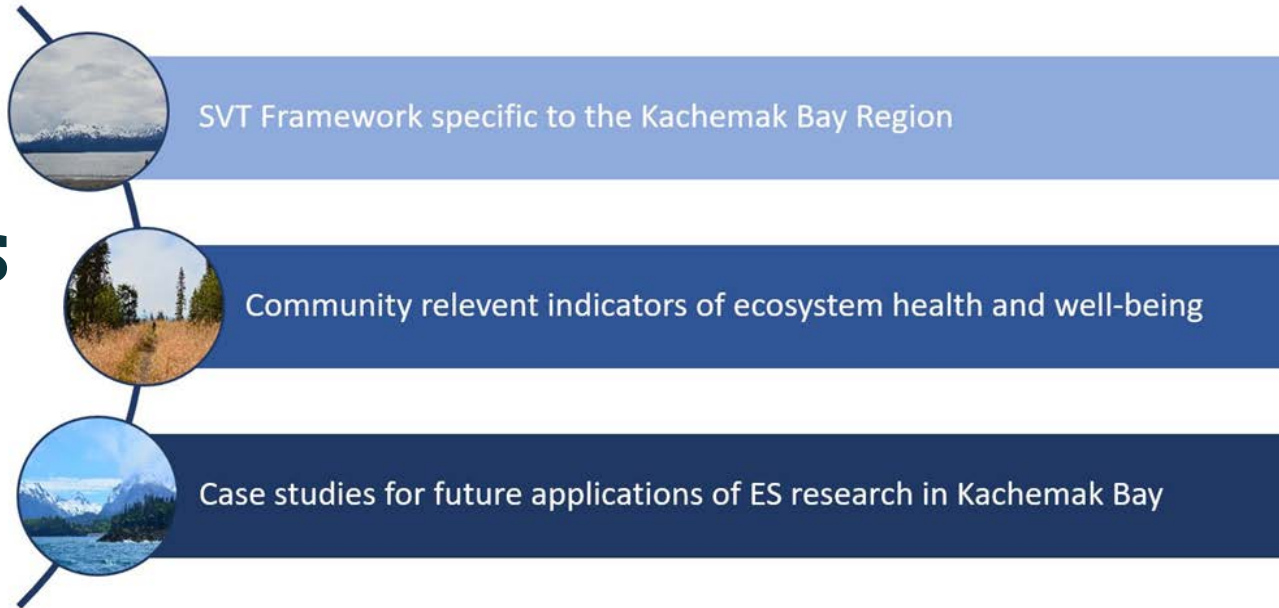 s
SVT Framework specific to the Kachemak Bay Region
Community relevent indicators of ecosystem health and well-being
Case studies for future applications of ES research in Kachemak Bay